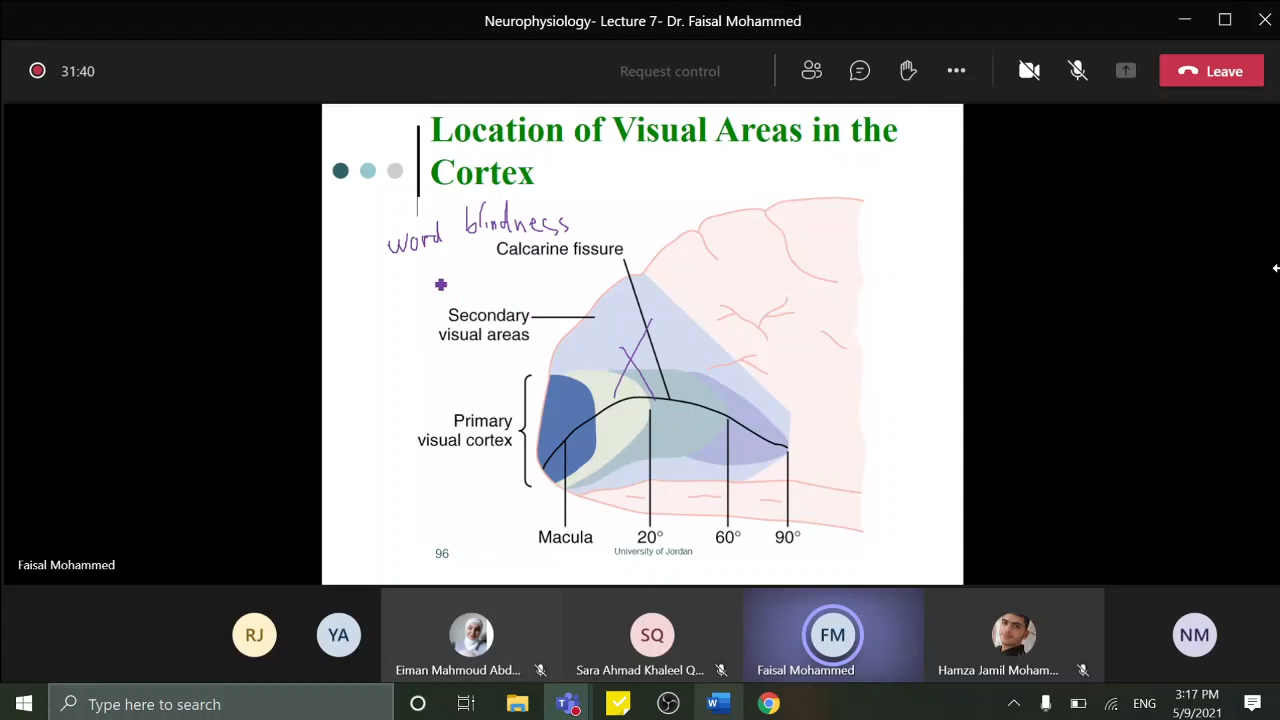 Neurophysiology- Lecture 7- Dr. Faisal Mohammed
31:40
Request control
Leave
Location of Visual Areas in the
Cortex
word blindness
Calcarine fissure
Secondary
visual areas
Primary
visual cortex
Macula
20°
60°
90°
96
University of Jordan
Faisal Mohammed
RJ
YA
SQ
FM
NM
Eiman Mahmoud Abd...
Sara Ahmad Khaleel Q...
Faisal Mohammed
Hamza Jamil Moham...
Type here to search
ENG
3:17 PM
5/9/2021